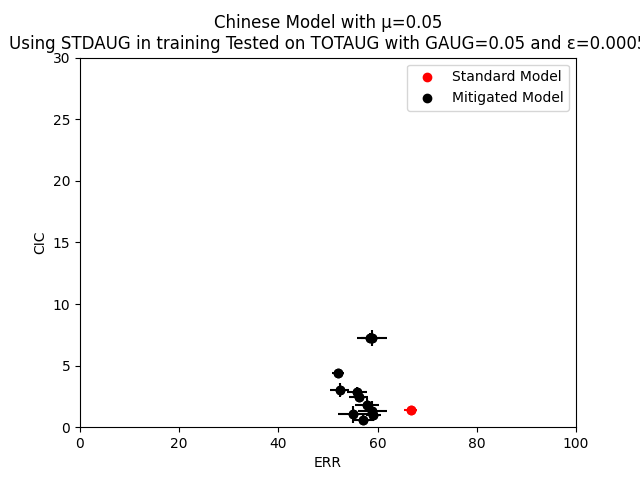 Chinese Model with μ=0.05
Using STDAUG in training Tested on TOTAUG with GAUG=0.05 and ε=0.0005
Standard Model
Mitigated Model
30
25
20
15
10
5
0
CIC
0 20 40 60 80 100
ERR